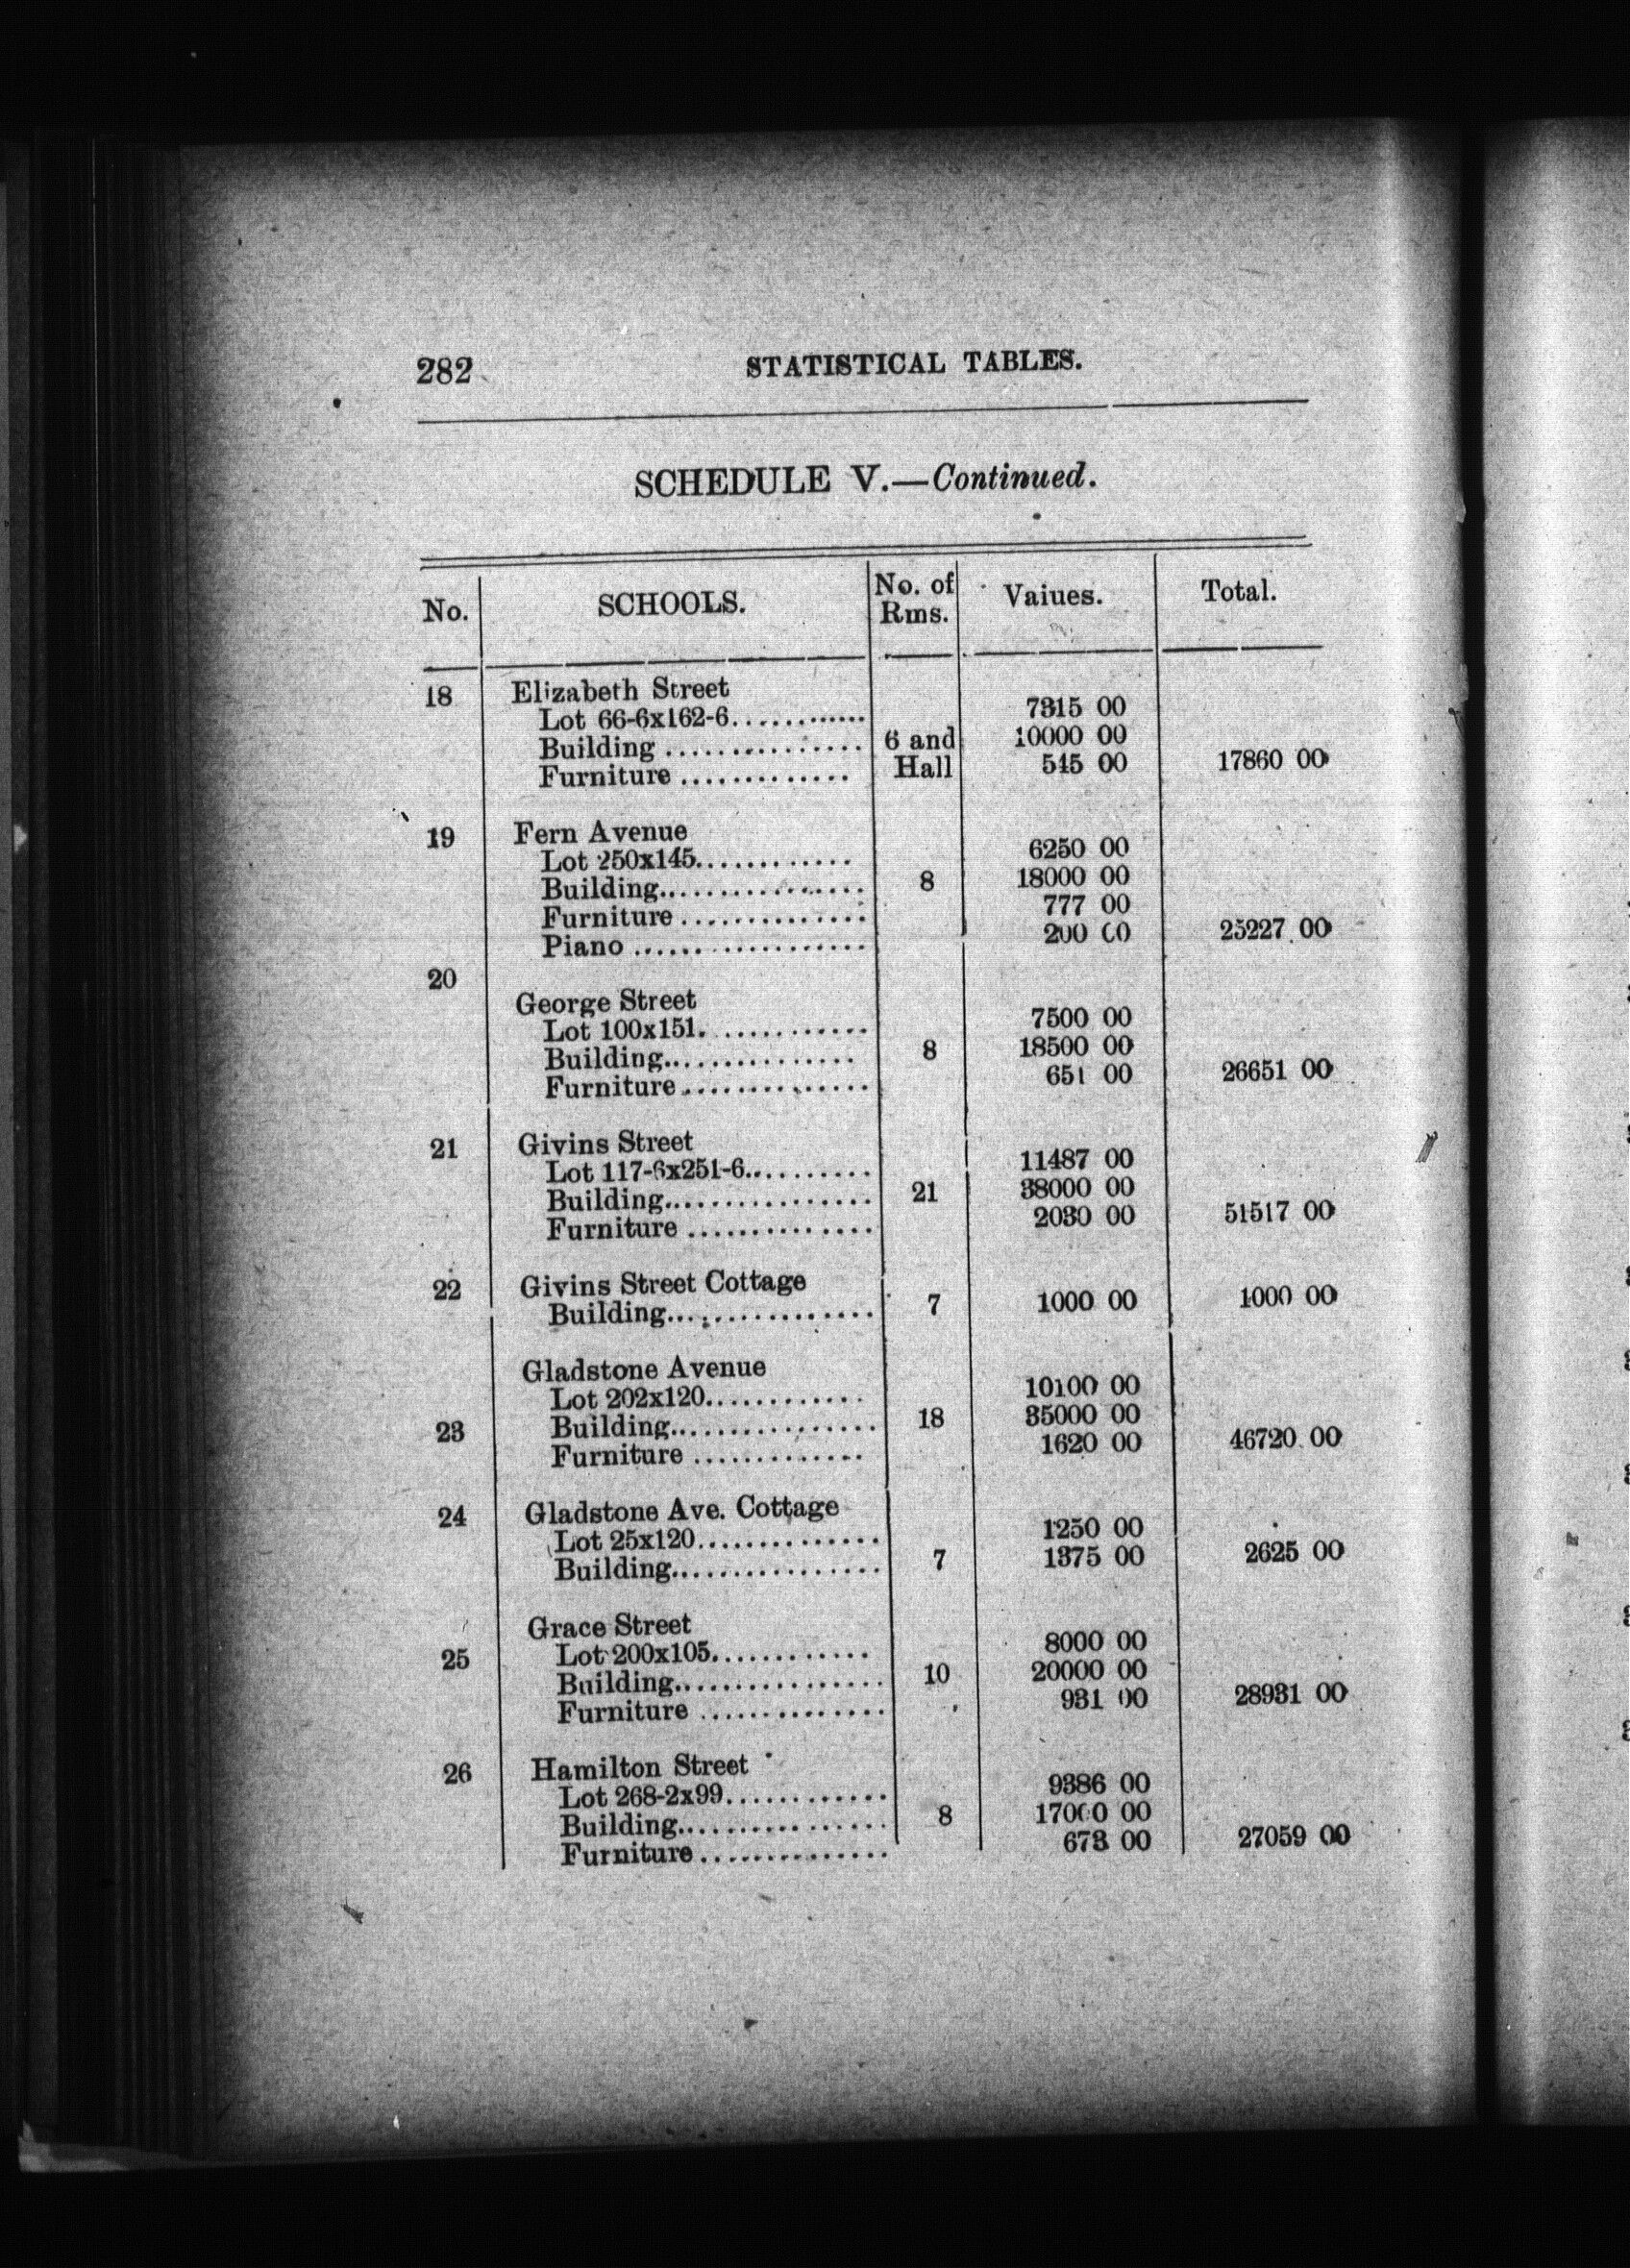 282 STATISTICAL TABLES.
SCHEDULE V.—Continued.
No. SCHOOLS. No. of Rms. Vaiues. Total.
18 Elizabeth Street
Lot 66-6x162-6............ 7315 00
Building ............... 6 and 10000 00
Furniture ............. Hall 545 00 17860 00
19 Fern Avenue
Lot 250x145............ 6250 00
Building................ 8 18000 00
Furniture .............. 777 00
Piano .................. 200 00 25227 00
20
George Street
Lot 100x151............. 7500 00
Building............... 8 18500 00
Furniture.............. 651 00 26651 00
21 Givins Street
Lot 117-6x251-6.......... 11487 00
Building................ 21 38000 00
Furniture .............. 2030 00 51517 00
22 Givins Street Cottage
Building................ 7 1000 00 1000 00
Gladstone Avenue
Lot 202x120............ 10100 00
23 Building................ 18 35000 00
Furniture ............. 1620 00 46720 00
24 Gladstone Ave. Cottage
Lot 25x120.............. 1250 00
Building................ 7 1375 00 2625 00
Grace Street
25 Lot 200x105............ 8000 00
Building................ 10 20000 00
Furniture .............. 931 00 28931 00
26 Hamilton Street
Lot 268-2x99............ 9386 00
Building................ 8 17000 00
Furniture .............. 673 00 27059 00